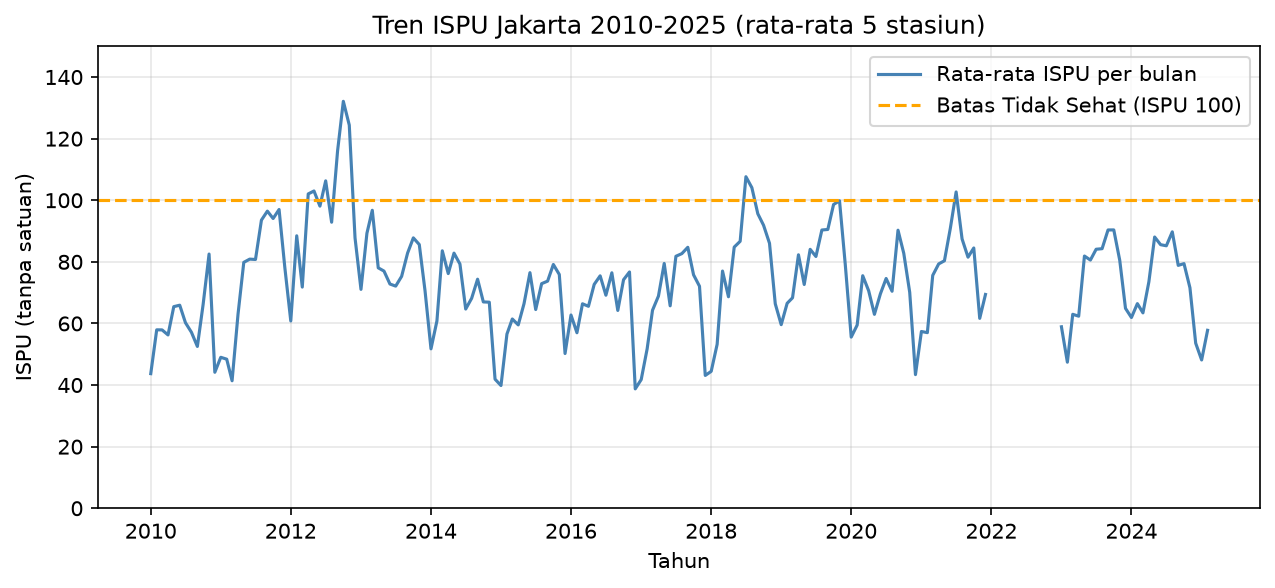 Tren ISPU Jakarta 2010-2025 (rata-rata 5 stasiun)
Rata-rata ISPU per bulan
Batas Tidak Sehat (ISPU 100)
ISPU (tanpa satuan)
140
120
100
80
60
40
20
0
2010 2012 2014 2016 2018 2020 2022 2024
Tahun